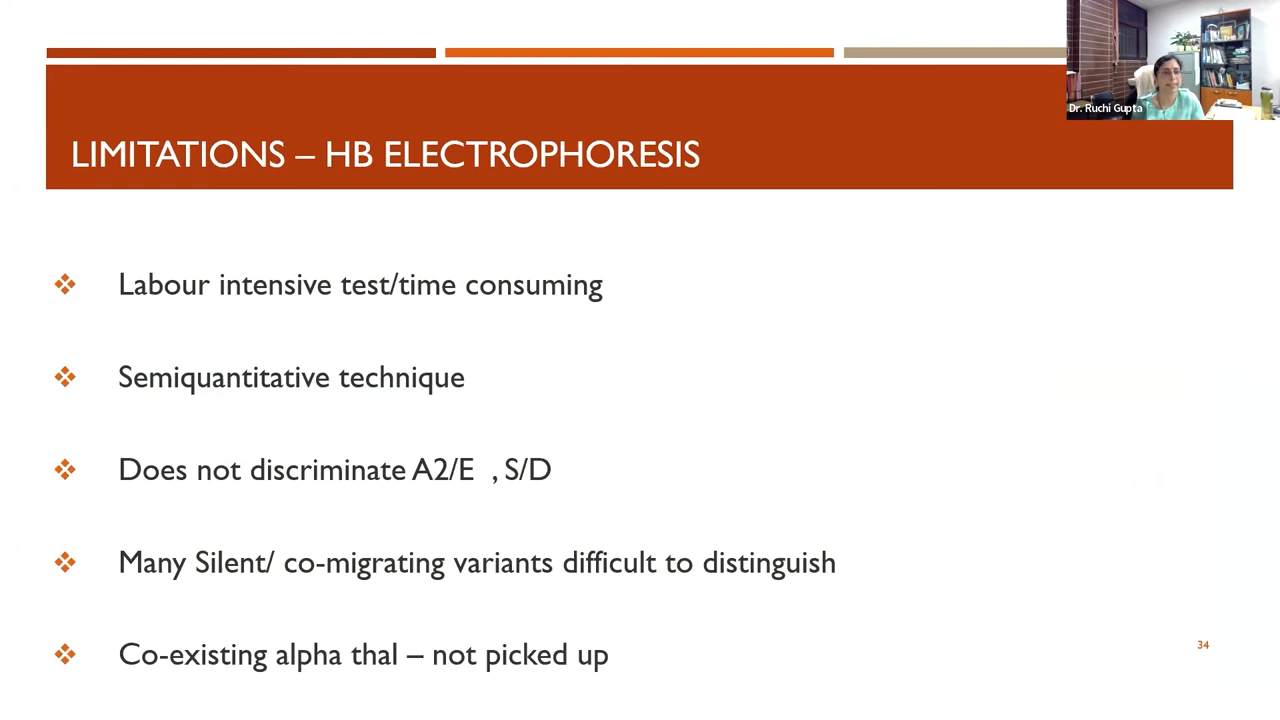 Dr. Ruchi Gupta
LIMITATIONS – HB ELECTROPHORESIS
❖ Labour intensive test/time consuming
❖ Semiquantitative technique
❖ Does not discriminate A2/E , S/D
❖ Many Silent/ co-migrating variants difficult to distinguish
❖ Co-existing alpha thal – not picked up
34